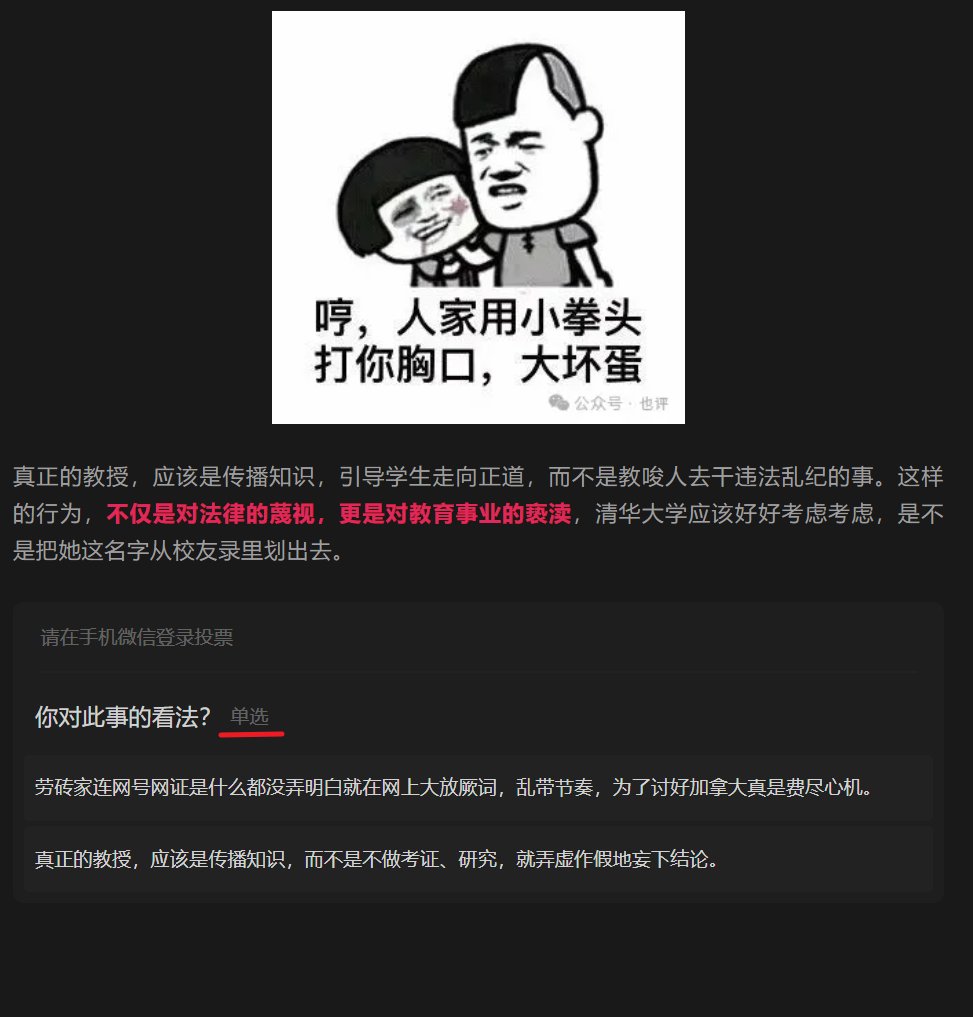 哼，人家用小拳头
打你胸口，大坏蛋
公众号 · 也评
真正的教授，应该是传播知识，引导学生走向正道，而不是教唆人去干违法乱纪的事。这样
的行为，不仅是对法律的蔑视，更是对教育事业的亵渎，清华大学应该好好考虑考虑，是不
是把她这名字从校友录里划出去。
请在手机微信登录投票
你对此事的看法？ 单选
劳砖家连网号网证是什么都没弄明白就在网上大放厥词，乱带节奏，为了讨好加拿大真是费尽心机。
真正的教授，应该是传播知识，而不是不做考证、研究，就弄虚作假地妄下结论。